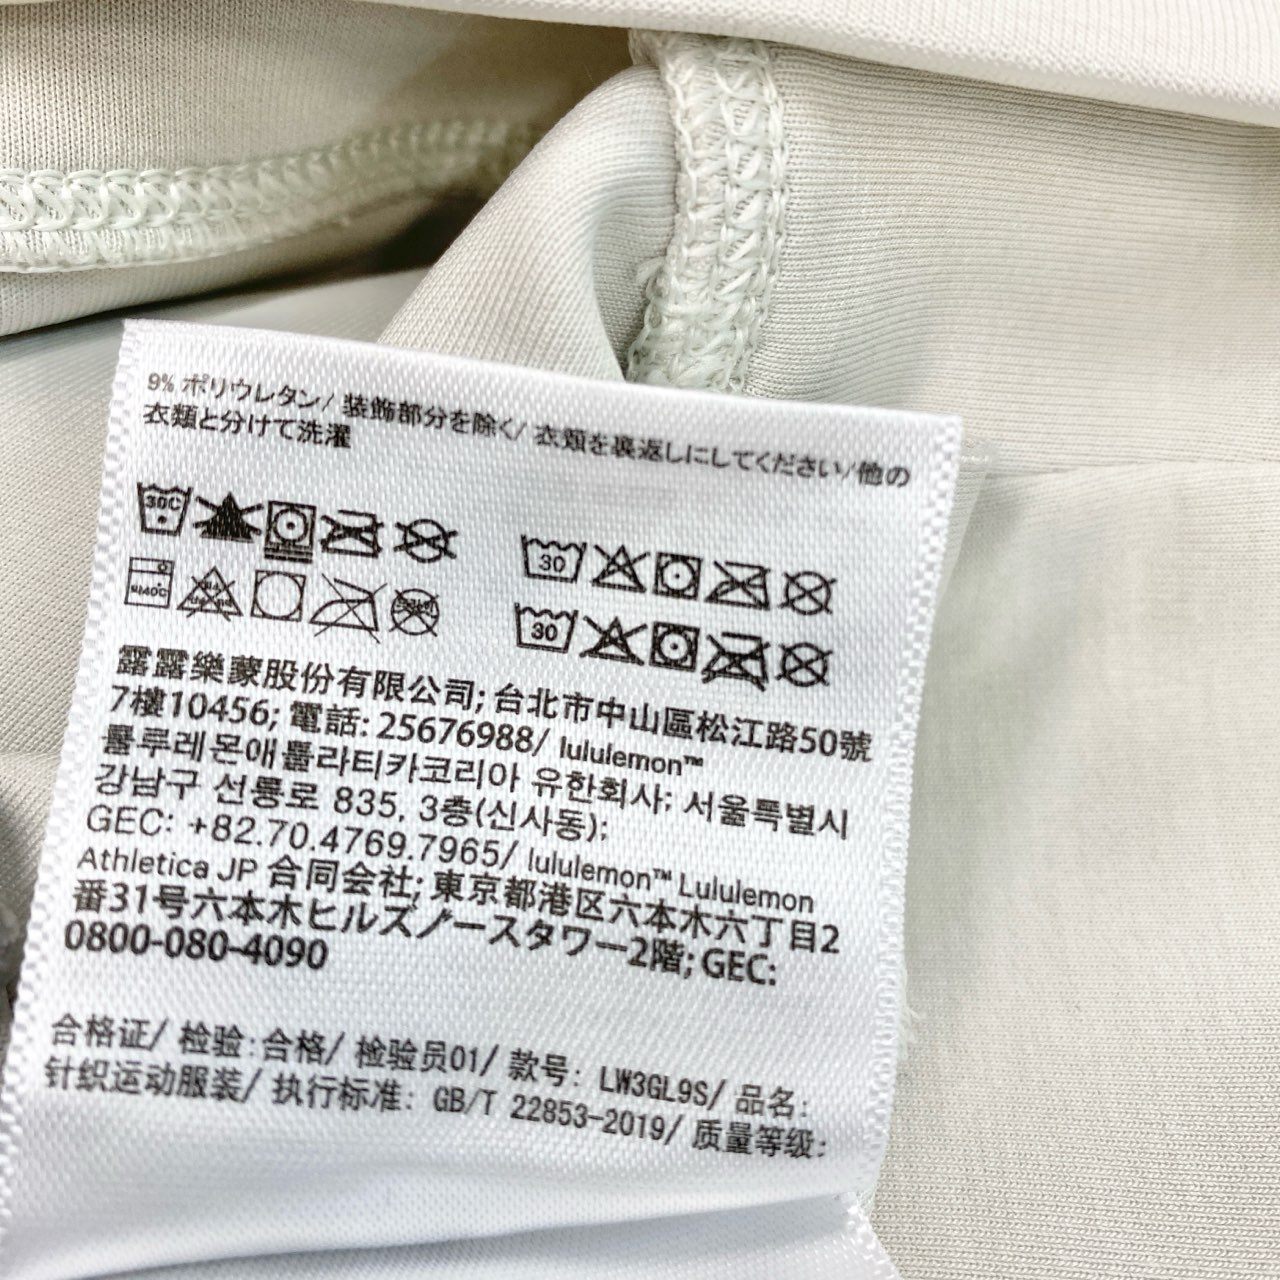 9% ポリウレタン/ 装飾部分を除く/ 衣類を裏返しにしてください/他の
衣類と分けて洗濯
30C
30
30
露露樂蒙股份有限公司; 台北市中山區松江路50號
7樓10456; 電話: 25676988/ lululemon™
룰루레몬애틀라티카코리아 유한회사; 서울특별시
강남구 선릉로 835, 3층(신사동);
GEC: +82.70.4769.7965/ lululemon™ Lululemon
Athletica JP 合同会社; 東京都港区六本木六丁目2
番31号六本木ヒルズノースタワー2階; GEC:
0800-080-4090
合格证/ 检验:合格/ 检验员01/ 款号: LW3GL9S/ 品名:
针织运动服装/ 执行标准: GB/T 22853-2019/ 质量等级: